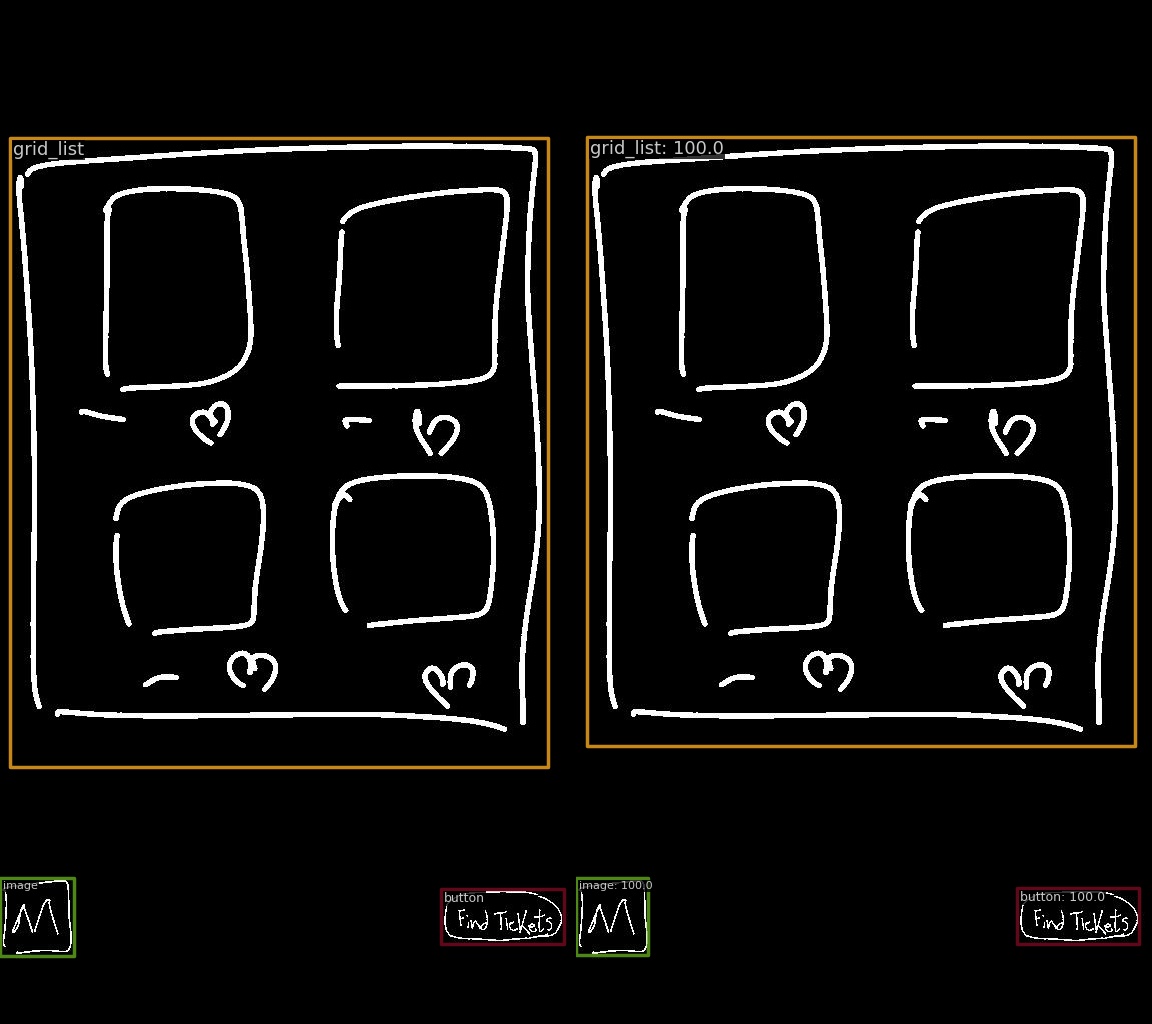 grid_list
grid_list: 100.0
image
button
image: 100.0
button: 100.0
M
Find Tickets
M
Find Tickets